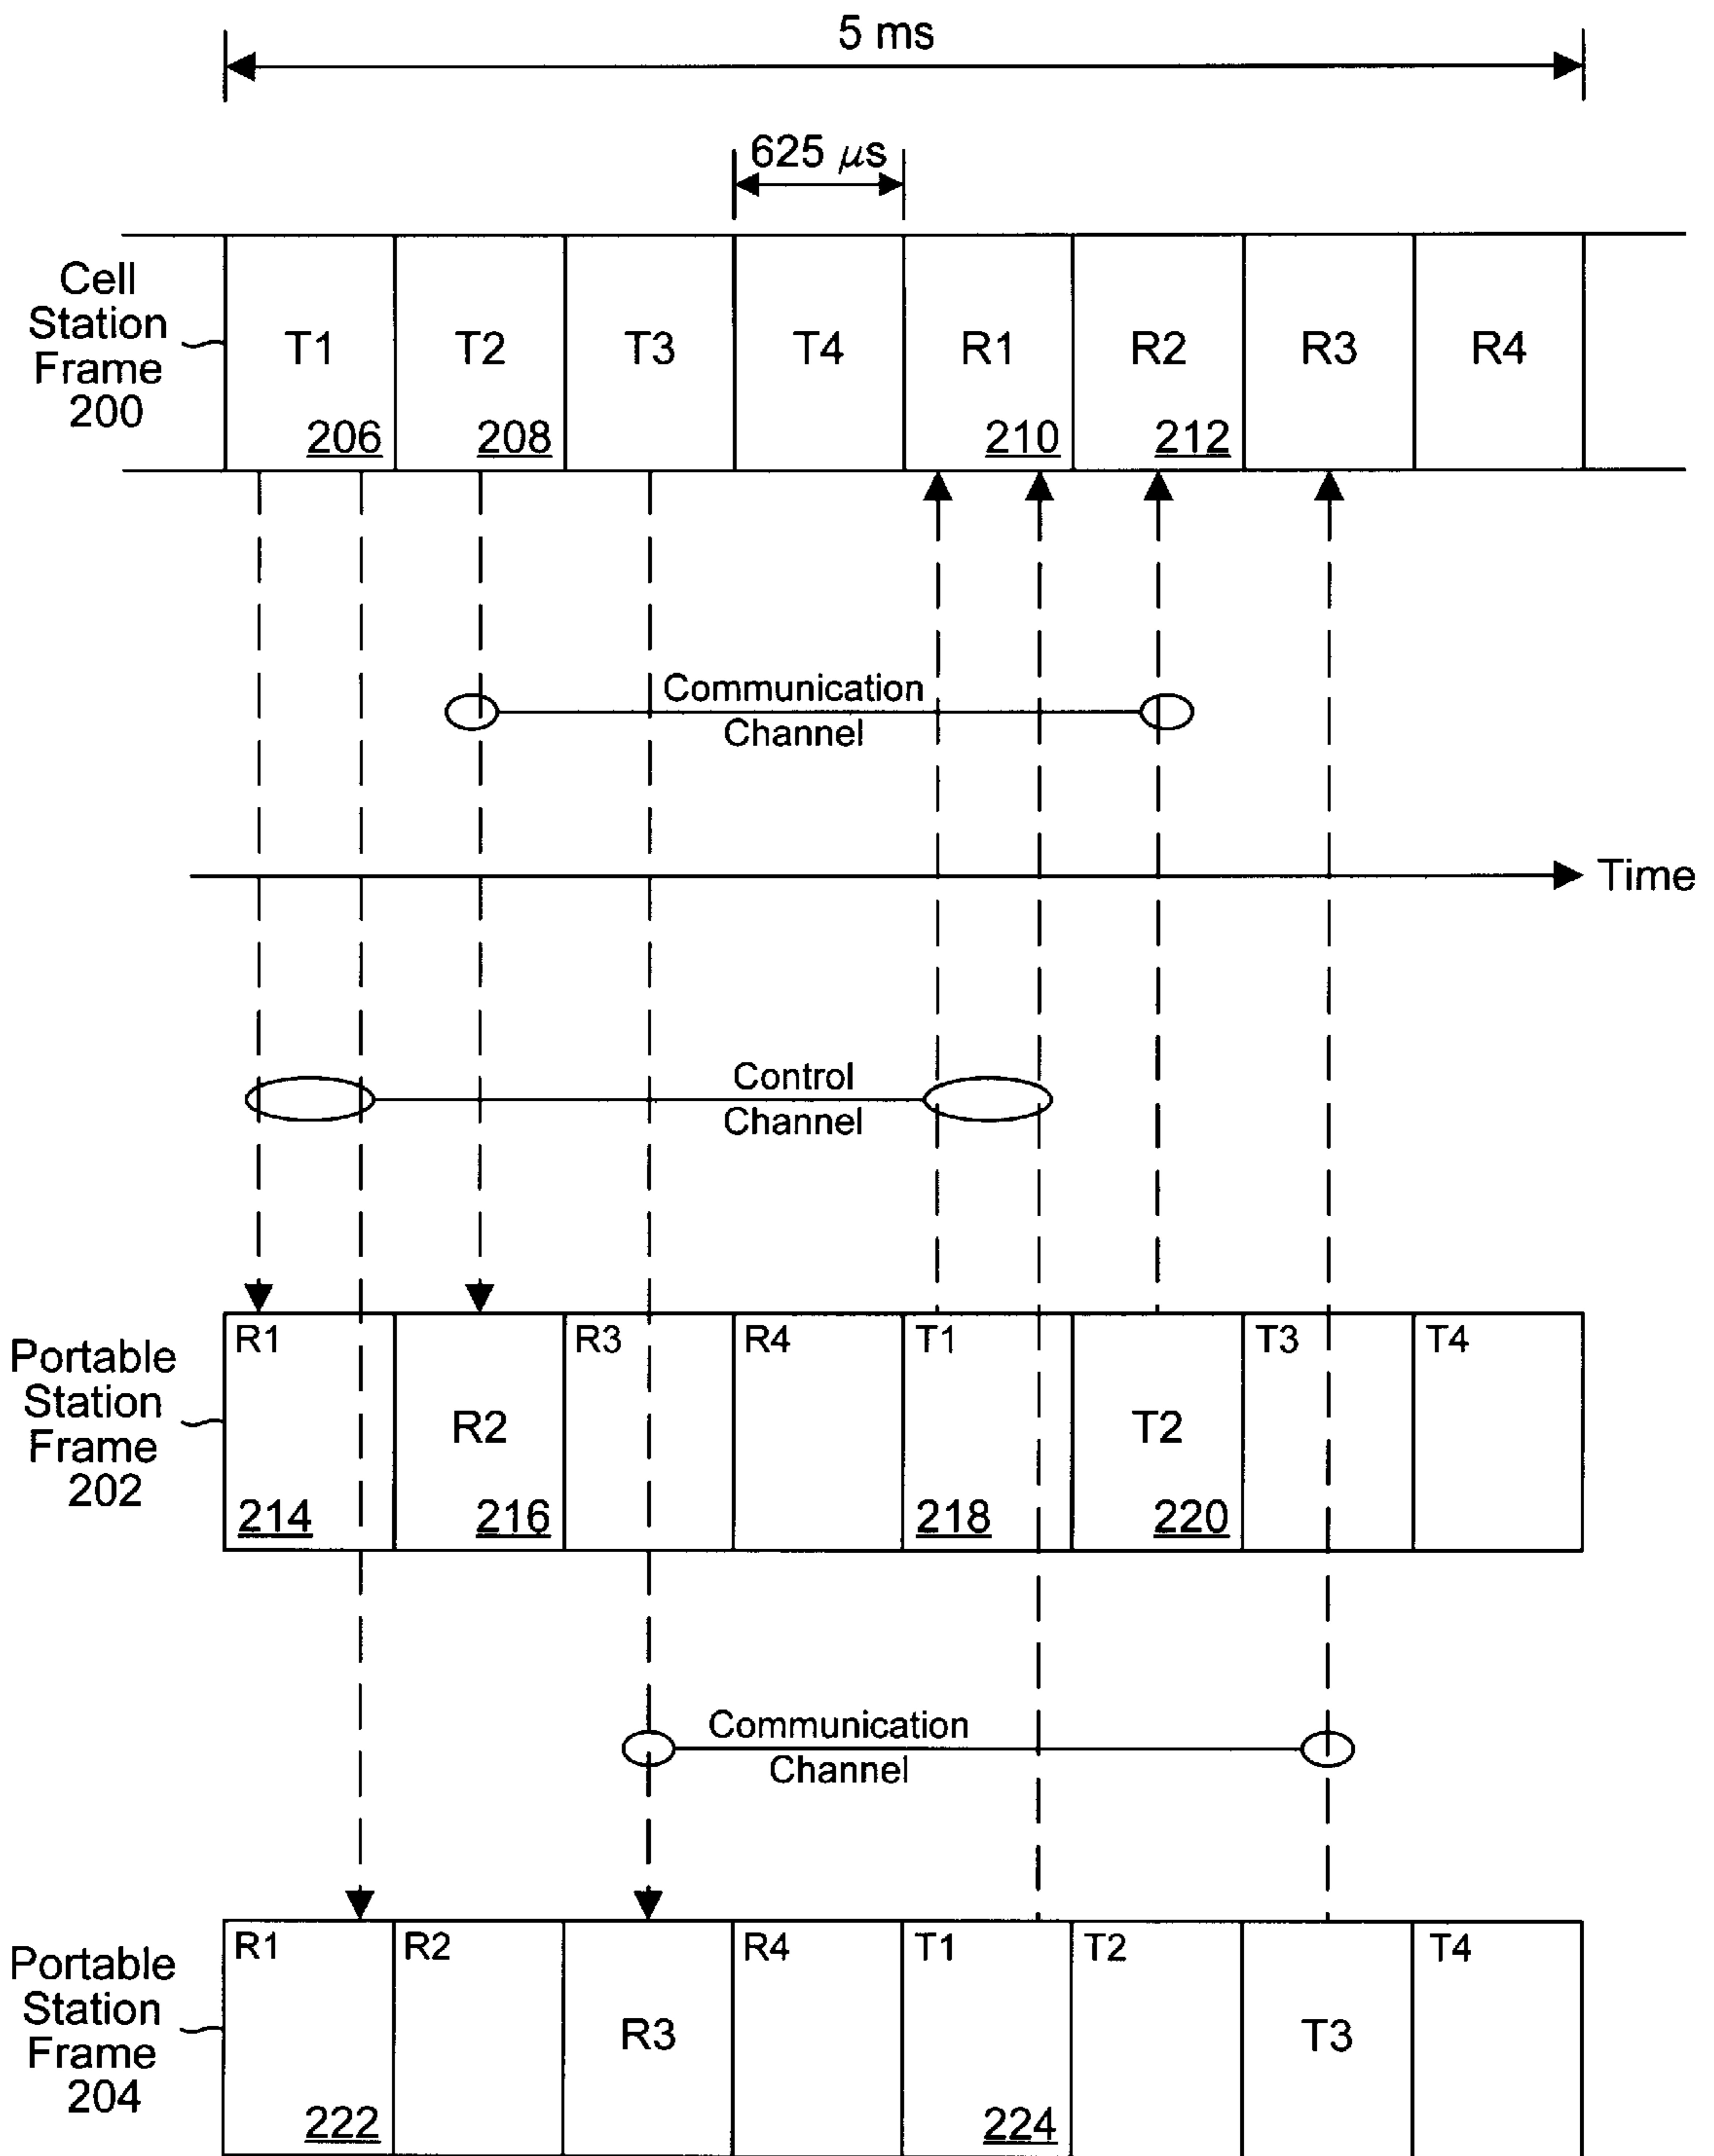 5 ms
625 μs
Cell
Station
Frame
200
T1
T2
T3
T4
R1
R2
R3
R4
206
208
210
212
Communication
Channel
Time
Control
Channel
Portable
Station
Frame
202
R1
R2
R3
R4
T1
T2
T3
T4
214
216
218
220
Communication
Channel
Portable
Station
Frame
204
R1
R2
R3
R4
T1
T2
T3
T4
222
224